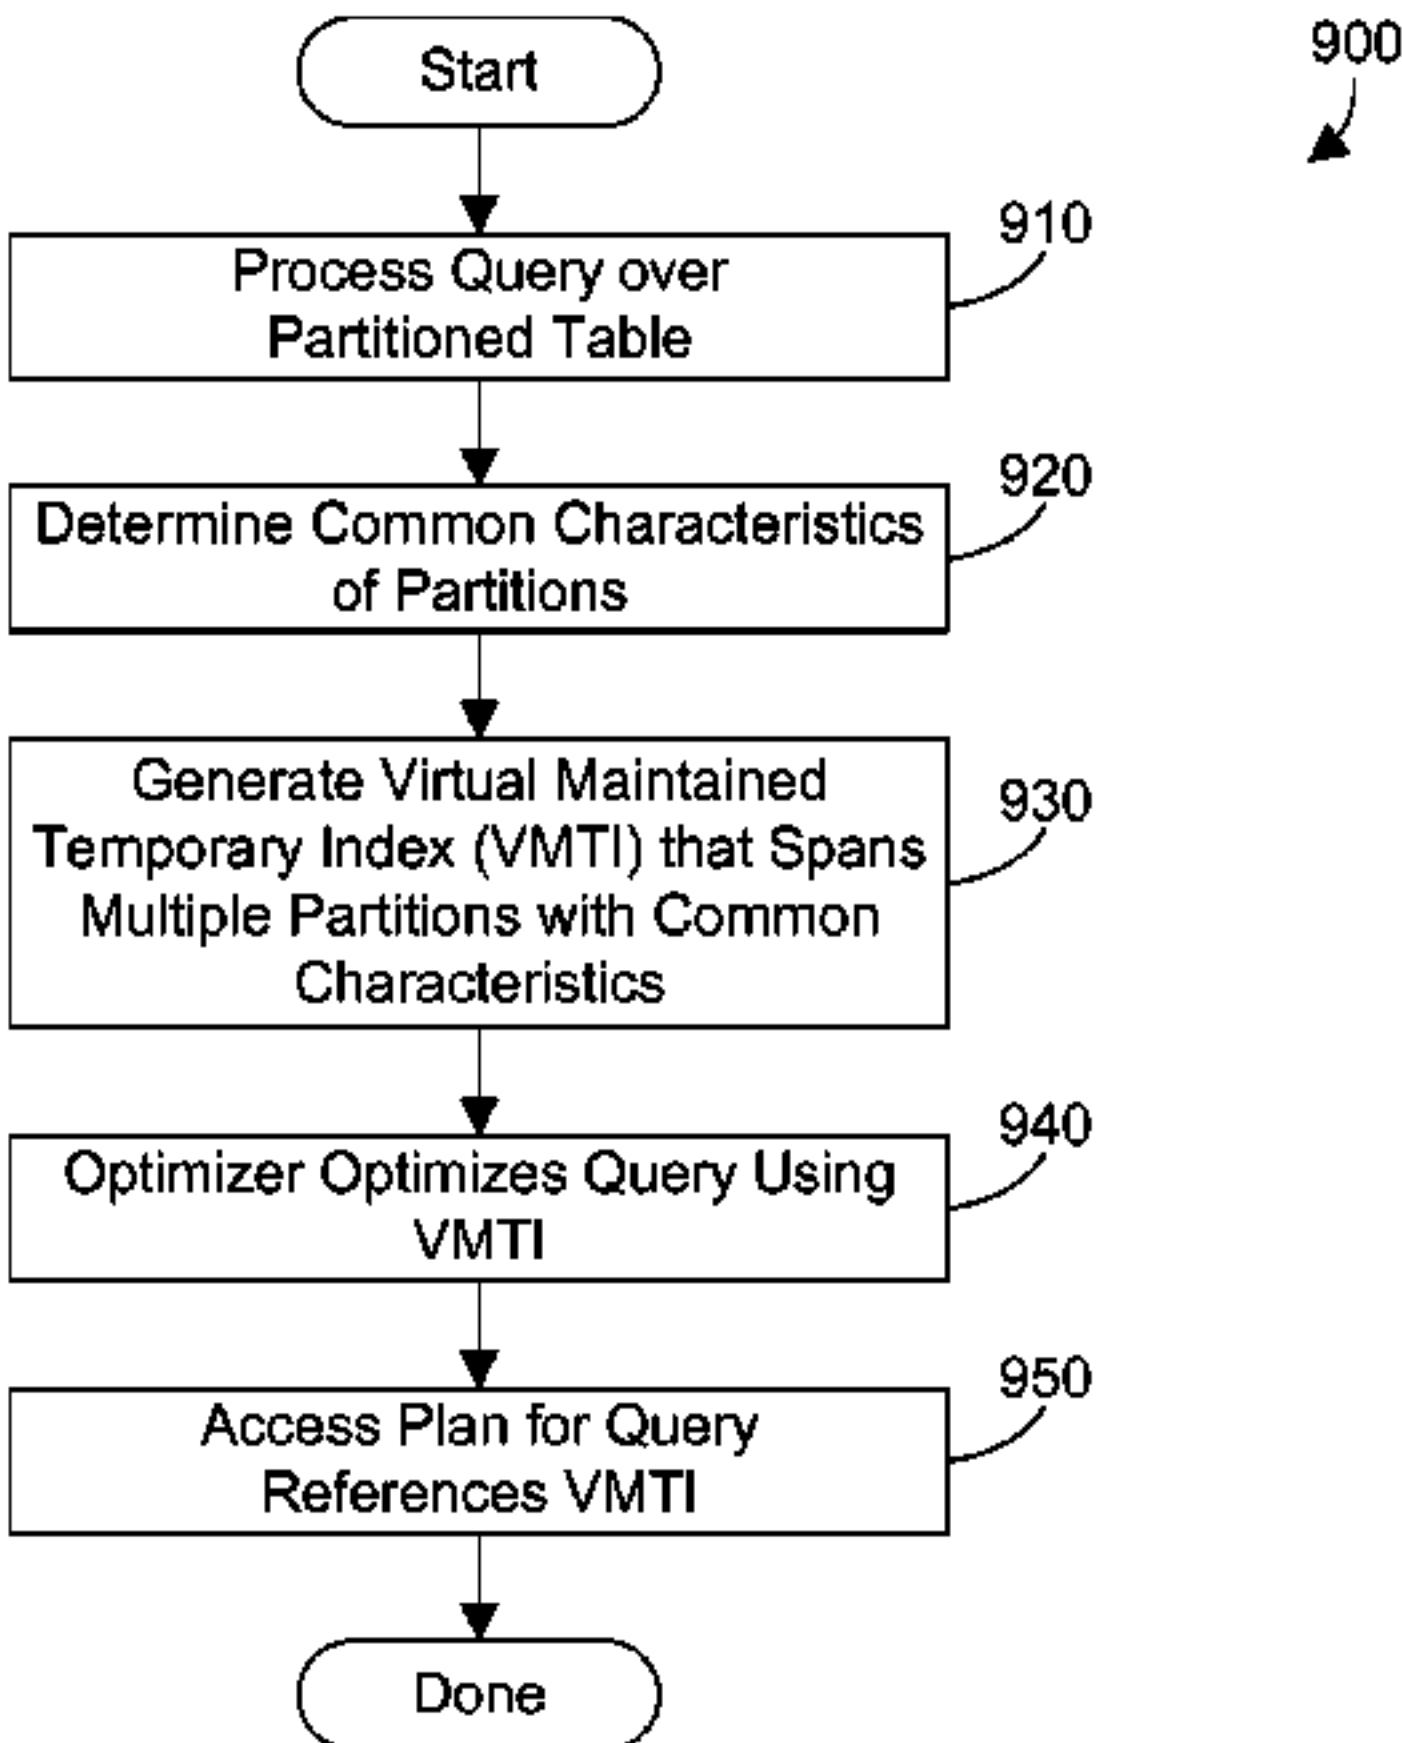 Start
900
910
Process Query over
Partitioned Table
920
Determine Common Characteristics
of Partitions
930
Generate Virtual Maintained
Temporary Index (VMTI) that Spans
Multiple Partitions with Common
Characteristics
940
Optimizer Optimizes Query Using
VMTI
950
Access Plan for Query
References VMTI
Done